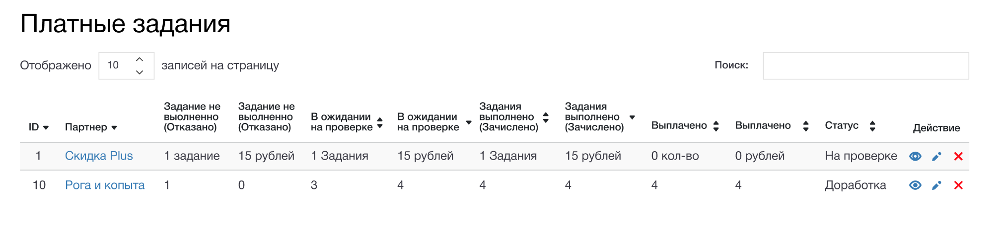 Платные задания
Отображено 10 записей на страницу Поиск:
ID Партнер Задание не выолненно (Отказано) Задание не выолненно (Отказано) В ожидании на проверке В ожидании на проверке Задания выполнено (Зачислено) Задания выполнено (Зачислено) Выплачено Выплачено Статус Действие
1 Скидка Plus 1 задание 15 рублей 1 Задания 15 рублей 1 Задания 15 рублей 0 кол-во 0 рублей На проверке
10 Рога и копыта 1 0 3 4 4 4 4 4 Доработка